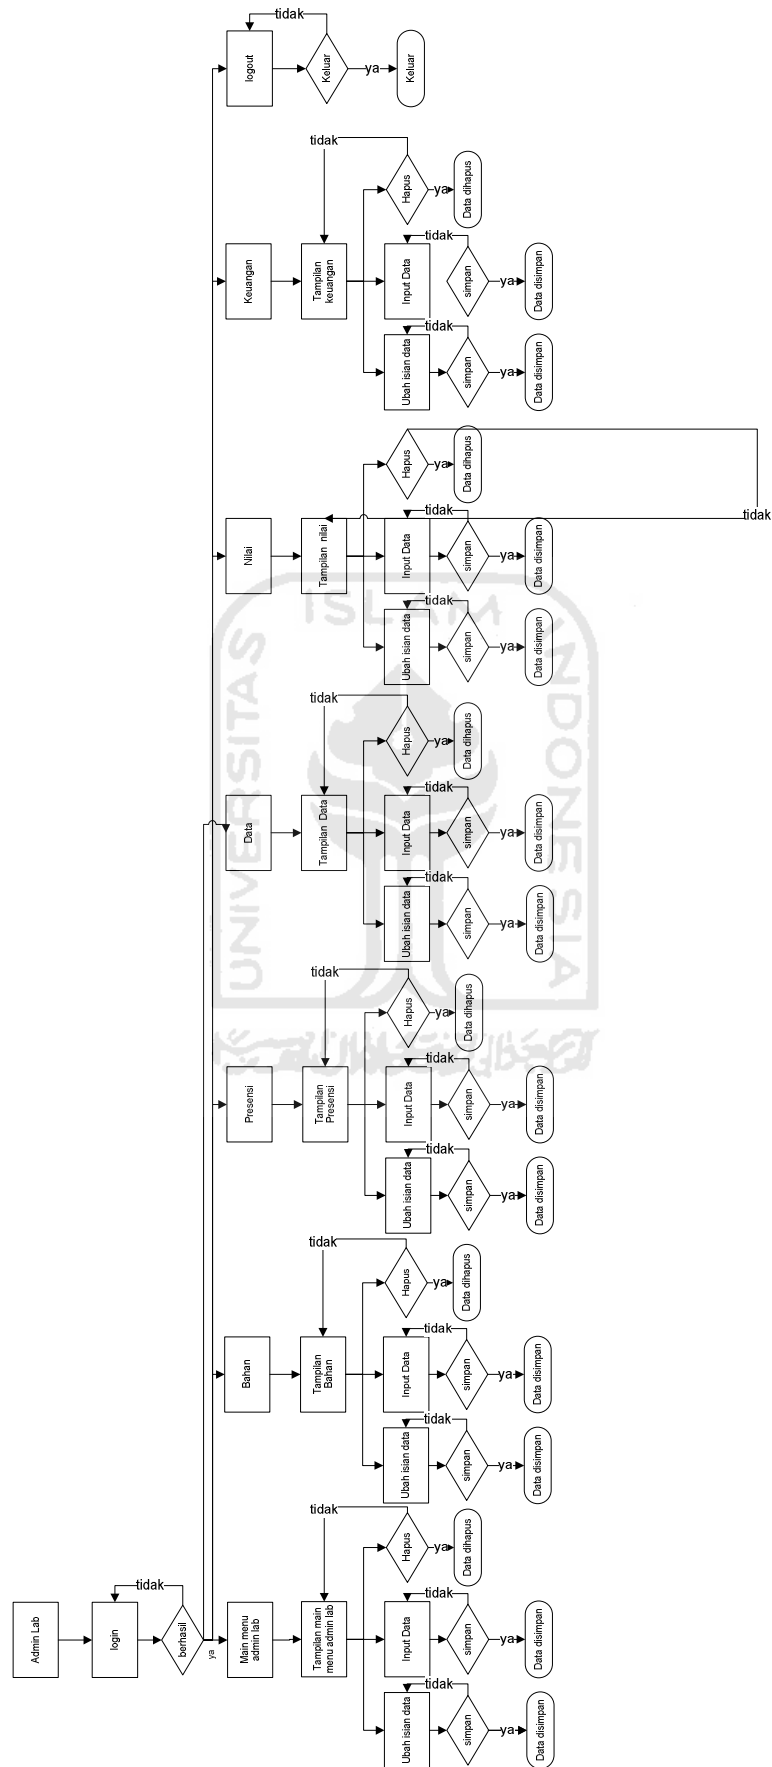 Admin Lab
login
tidak
berhasil
ya
Main menu
admin lab
Tampilan main
menu admin lab
tidak
Ubah isian data
tidak
simpan
ya
Data disimpan
Input Data
tidak
simpan
ya
Data disimpan
Hapus
ya
Data dihapus
Bahan
Tampilan
Bahan
tidak
Ubah isian data
tidak
simpan
ya
Data disimpan
Input Data
tidak
simpan
ya
Data disimpan
Hapus
ya
Data dihapus
Presensi
Tampilan
Presensi
tidak
Ubah isian data
tidak
simpan
ya
Data disimpan
Input Data
tidak
simpan
ya
Data disimpan
Hapus
ya
Data dihapus
Data
Tampilan Data
tidak
Ubah isian data
tidak
simpan
ya
Data disimpan
Input Data
tidak
simpan
ya
Data disimpan
Hapus
ya
Data dihapus
Nilai
Tampilan nilai
tidak
Ubah isian data
tidak
simpan
ya
Data disimpan
Input Data
tidak
simpan
ya
Data disimpan
Hapus
ya
Data dihapus
Keuangan
Tampilan
keuangan
tidak
Ubah isian data
tidak
simpan
ya
Data disimpan
Input Data
tidak
simpan
ya
Data disimpan
Hapus
ya
Data dihapus
logout
tidak
Keluar
ya
Keluar
UNIVERSITAS
ISLAM
INDONESIA